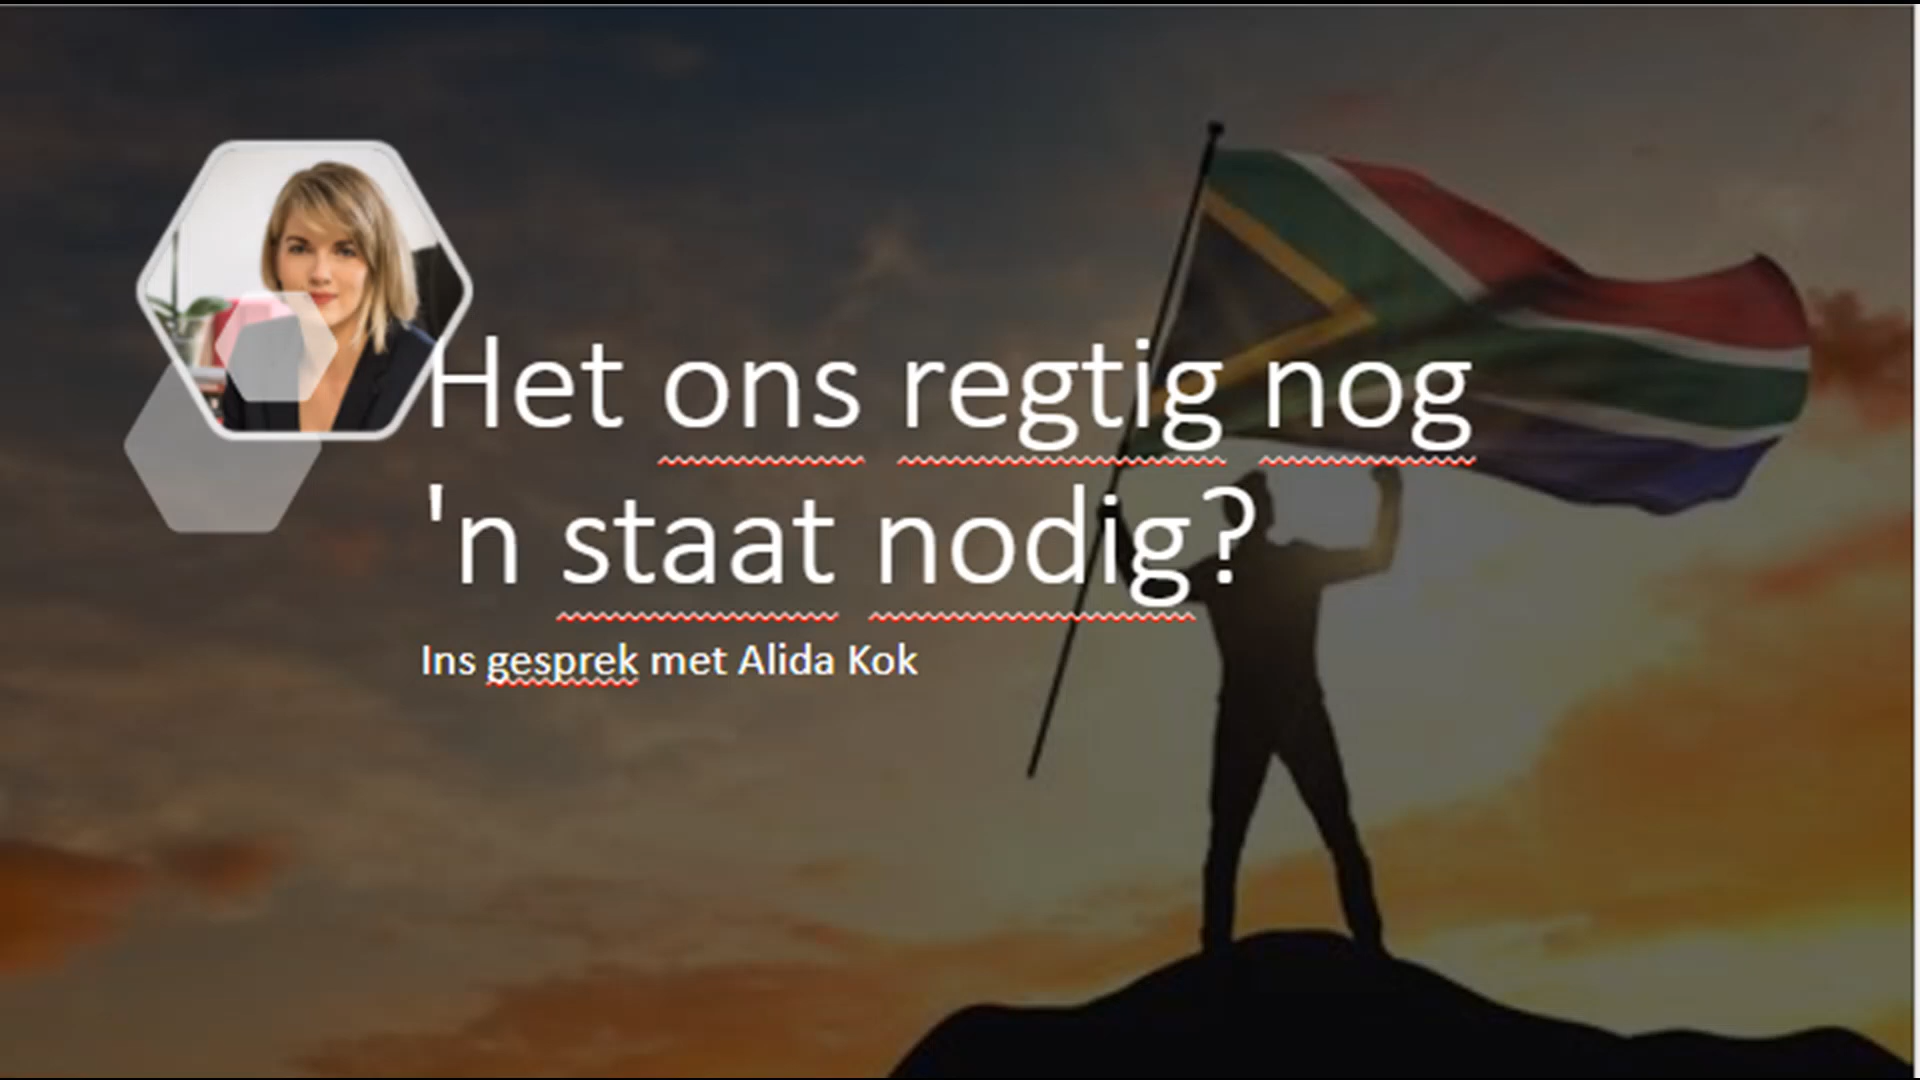 Het ons regtig nog
'n staat nodig?
Ins gesprek met Alida Kok